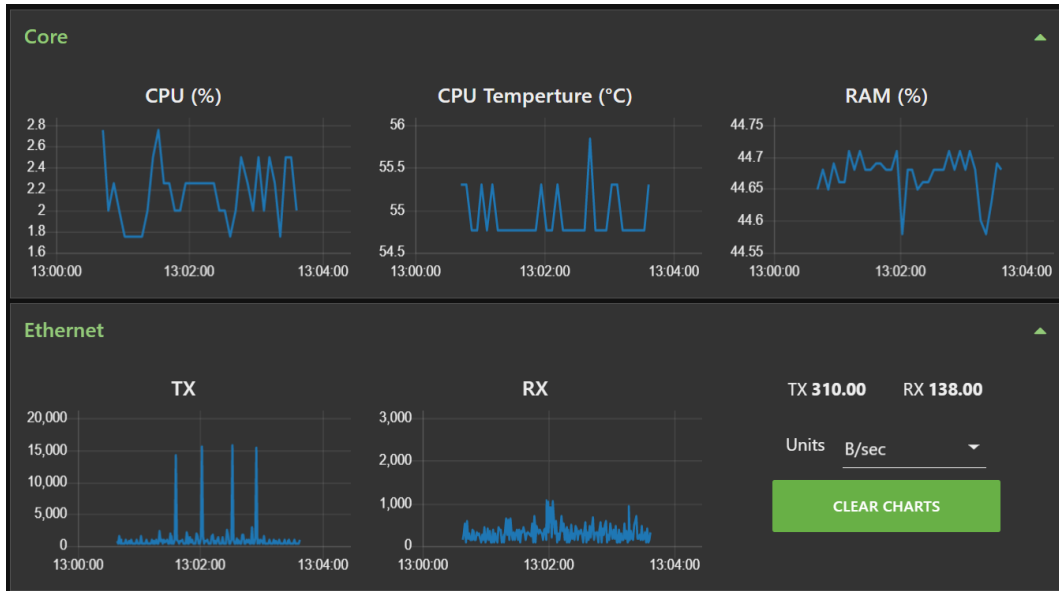 Core
CPU (%)
2.8
2.6
2.4
2.2
2
1.8
1.6
13:00:00 13:02:00 13:04:00
CPU Temperture (°C)
56
55.5
55
54.5
13:00:00 13:02:00 13:04:00
RAM (%)
44.75
44.7
44.65
44.6
44.55
13:00:00 13:02:00 13:04:00
Ethernet
TX
20,000
15,000
10,000
5,000
0
13:00:00 13:02:00 13:04:00
RX
3,000
2,000
1,000
0
13:00:00 13:02:00 13:04:00
TX 310.00 RX 138.00
Units B/sec
CLEAR CHARTS